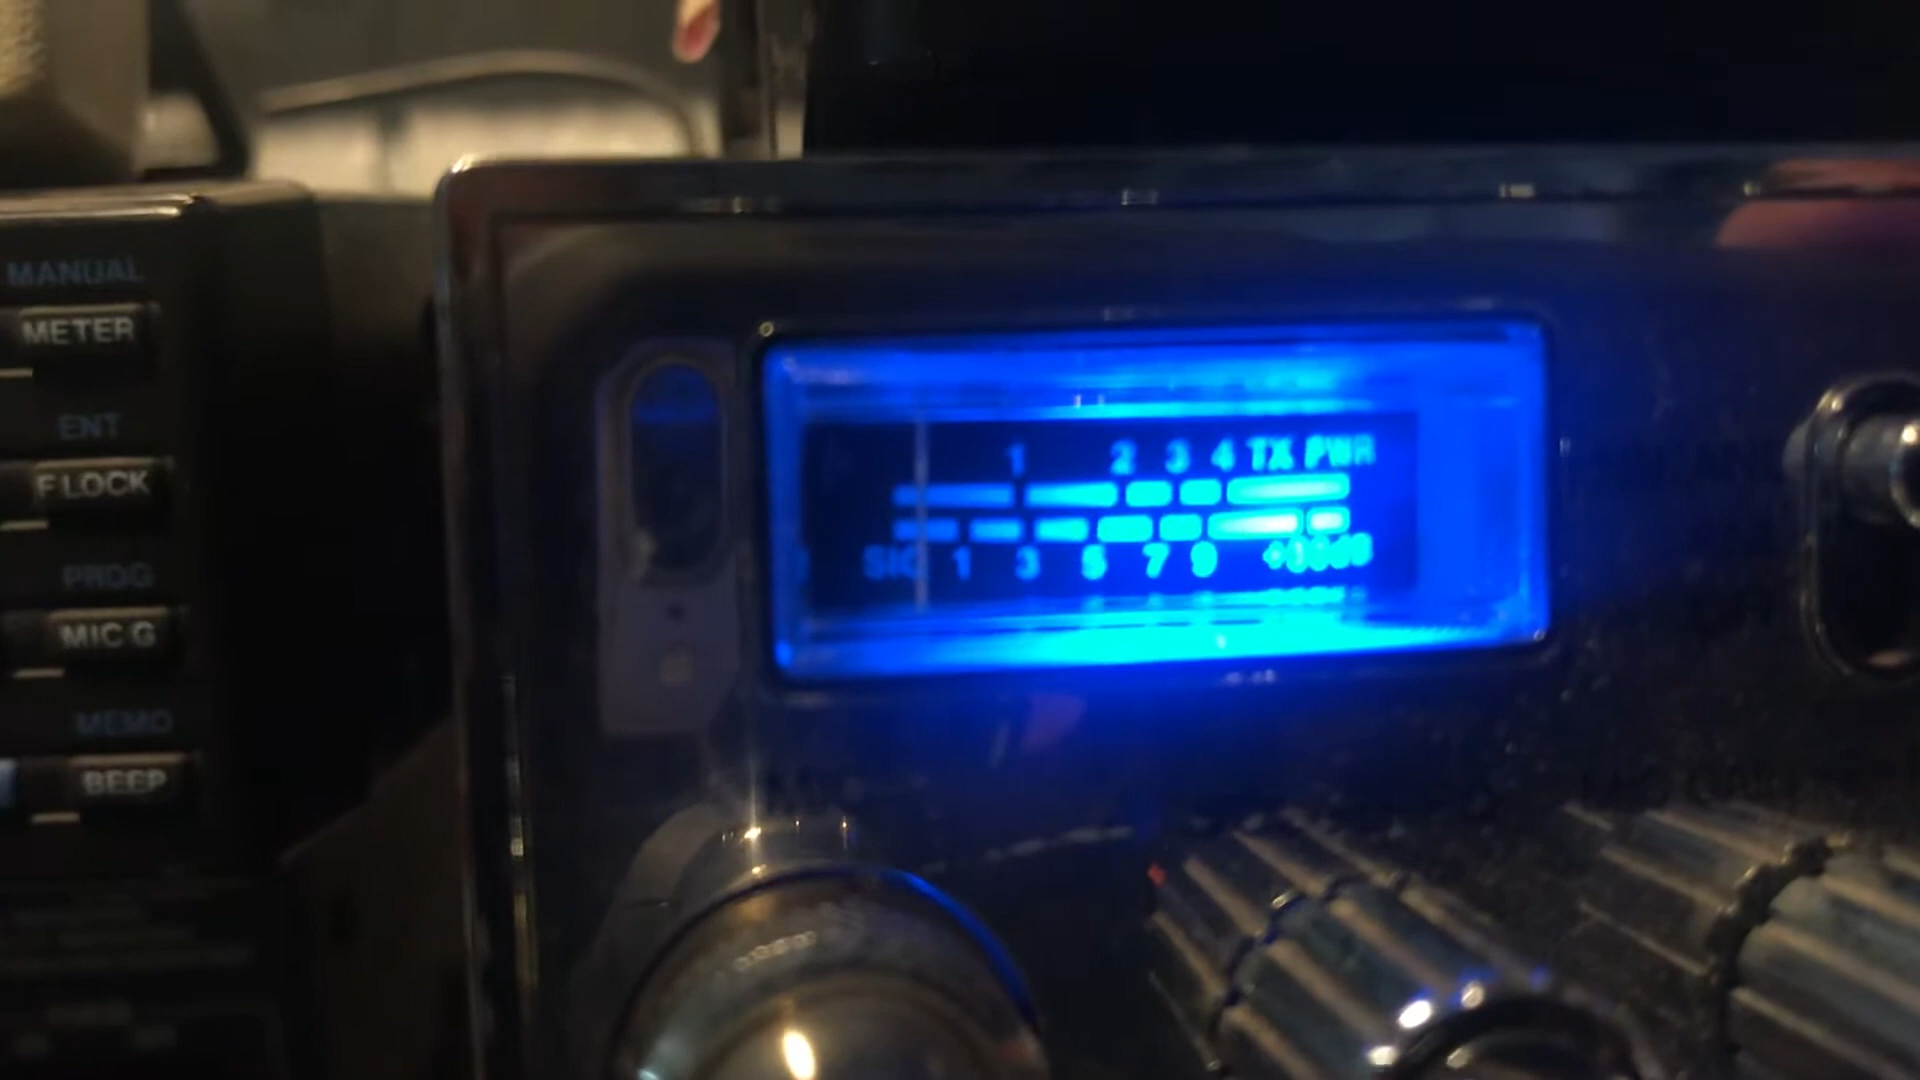 MANUAL
METER
ENT
F LOCK
PROG
MIC G
MEMO
BEEP
1 2 3 4 TX PWR
SIG 1 3 5 7 9